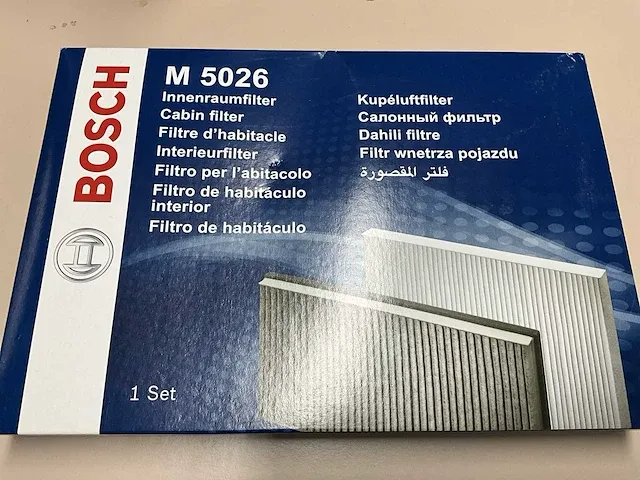 BOSCH
M 5026
Innenraumfilter
Cabin filter
Filtre d'habitacle
Interieurfilter
Filtro per l'abitacolo
Filtro de habitáculo
interior
Filtro de habitáculo
Kupéluftfilter
Салонный фильтр
Dahili filtre
Filtr wnetrza pojazdu
فلتر المقصورة
1 Set